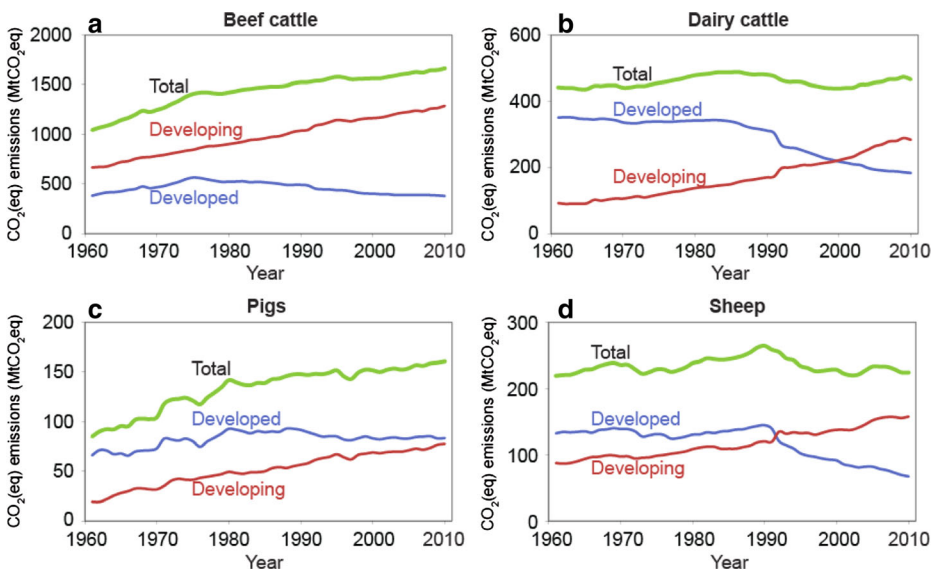 a Beef cattle
CO₂(eq) emissions (MtCO₂eq)
2000
1500
1000
500
0
Total
Developing
Developed
1960 1970 1980 1990 2000 2010
Year
b Dairy cattle
CO₂(eq) emissions (MtCO₂eq)
600
400
200
0
Total
Developed
Developing
1960 1970 1980 1990 2000 2010
Year
c Pigs
CO₂(eq) emissions (MtCO₂eq)
200
150
100
50
0
Total
Developed
Developing
1960 1970 1980 1990 2000 2010
Year
d Sheep
CO₂(eq) emissions (MtCO₂eq)
300
200
100
0
Total
Developed
Developing
1960 1970 1980 1990 2000 2010
Year